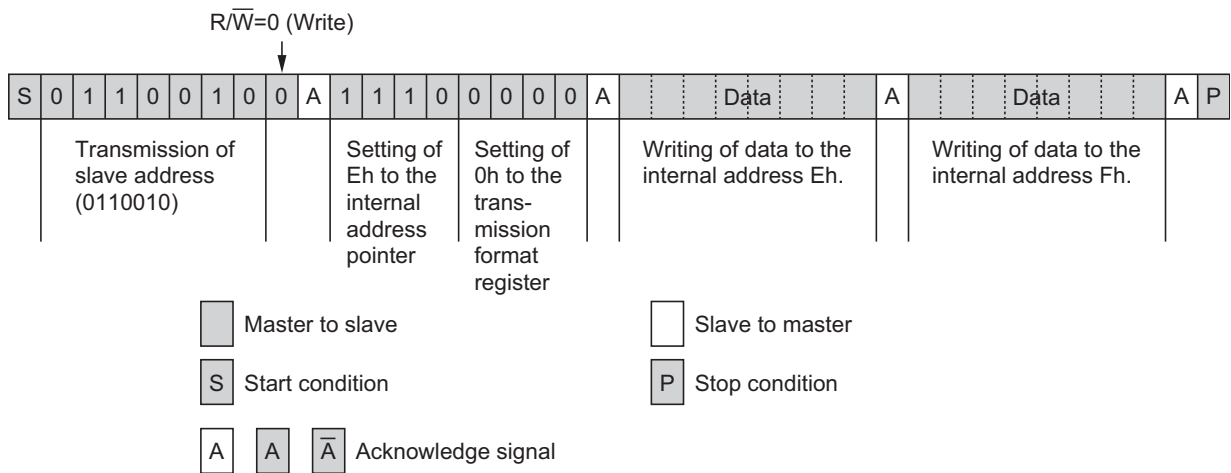 R/W̅=0 (Write)
S 0 1 1 0 0 1 0 0 A 1 1 1 0 0 0 0 0 A Data A Data A P
Transmission of
slave address
(0110010)
Setting of
Eh to the
internal
address
pointer
Setting of
0h to the
trans-
mission
format
register
Writing of data to the
internal address Eh.
Writing of data to the
internal address Fh.
Master to slave
Slave to master
S Start condition
P Stop condition
A A A̅ Acknowledge signal